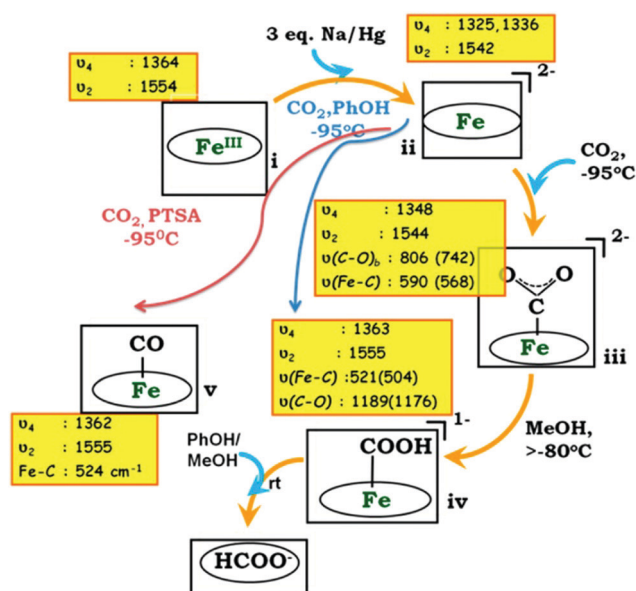 3 eq. Na/Hg
υ4 : 1325,1336
υ2 : 1542
υ4 : 1364
υ2 : 1554
2-
CO2,PhOH
-95°C
FeIII
i
Fe
ii
CO2,
-95°C
CO2, PTSA
-95⁰C
υ4 : 1348
υ2 : 1544
υ(C-O)b : 806 (742)
υ(Fe-C) : 590 (568)
2-
O O
C
Fe
iii
υ4 : 1363
υ2 : 1555
υ(Fe-C) :521(504)
υ(C-O) : 1189(1176)
CO
Fe
v
υ4 : 1362
υ2 : 1555
Fe-C : 524 cm-1
PhOH/
MeOH
rt
1-
COOH
Fe
iv
MeOH,
>-80°C
HCOO-